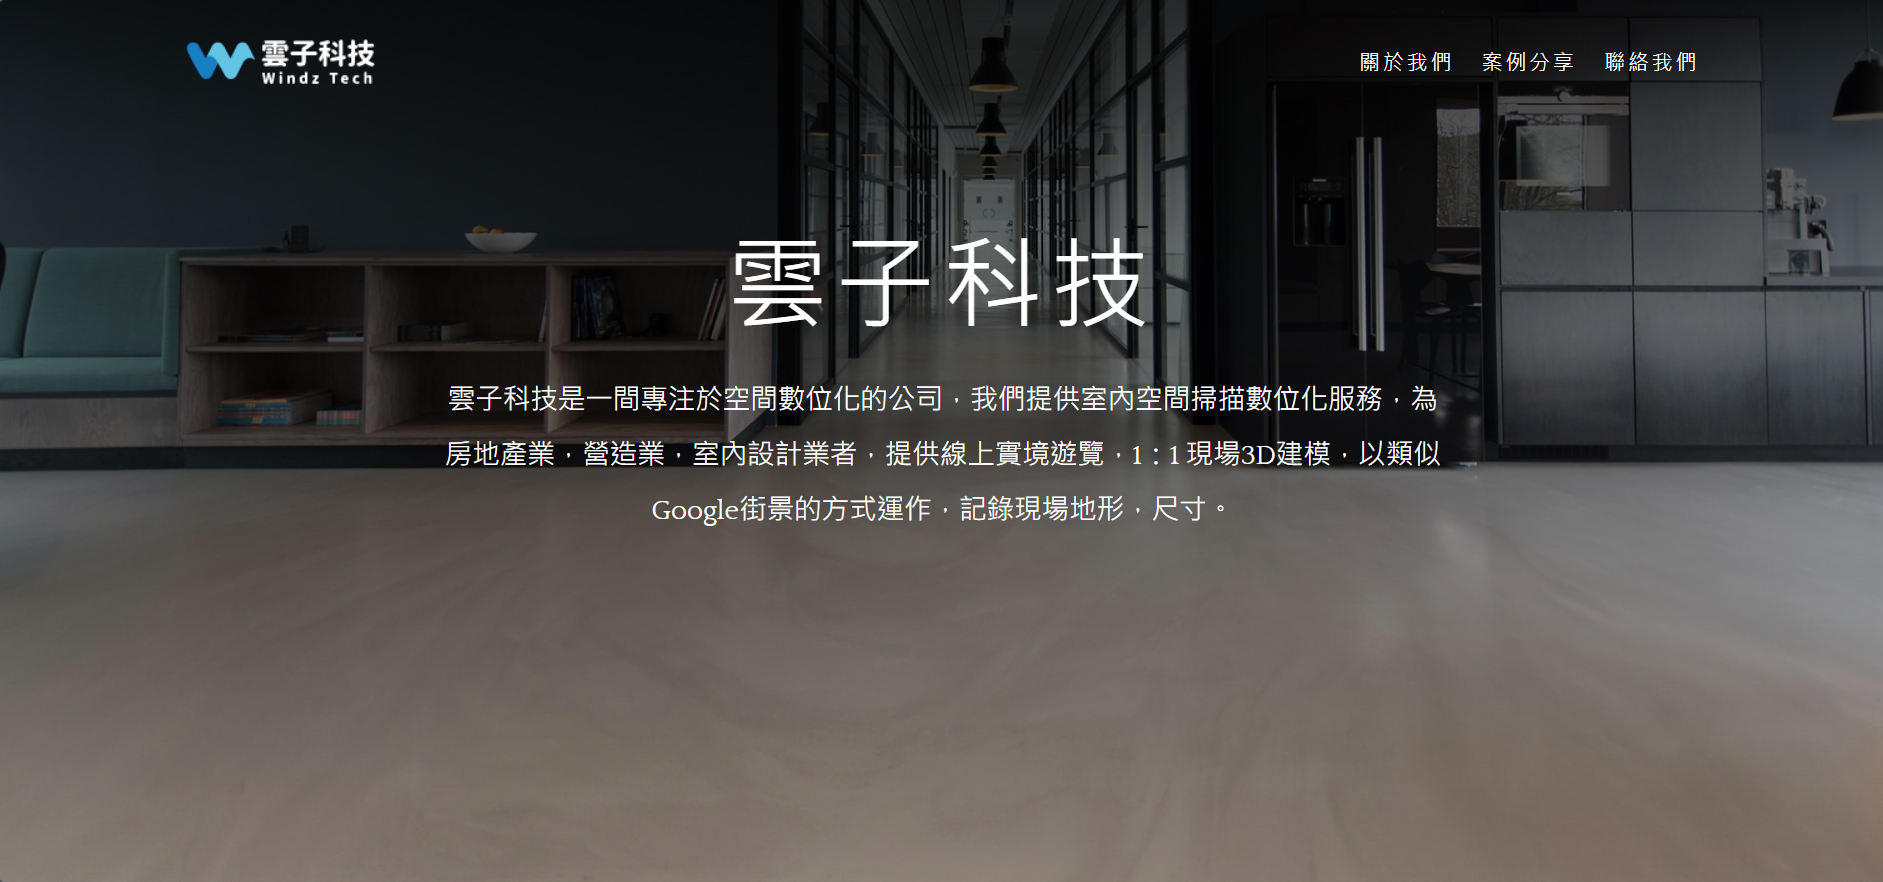 雲子科技
Windz Tech
關於我們 案例分享 聯絡我們
雲子科技
雲子科技是一間專注於空間數位化的公司，我們提供室內空間掃描數位化服務，為
房地產業，營造業，室內設計業者，提供線上實境遊覽，1：1 現場3D建模，以類似
Google街景的方式運作，記錄現場地形，尺寸。